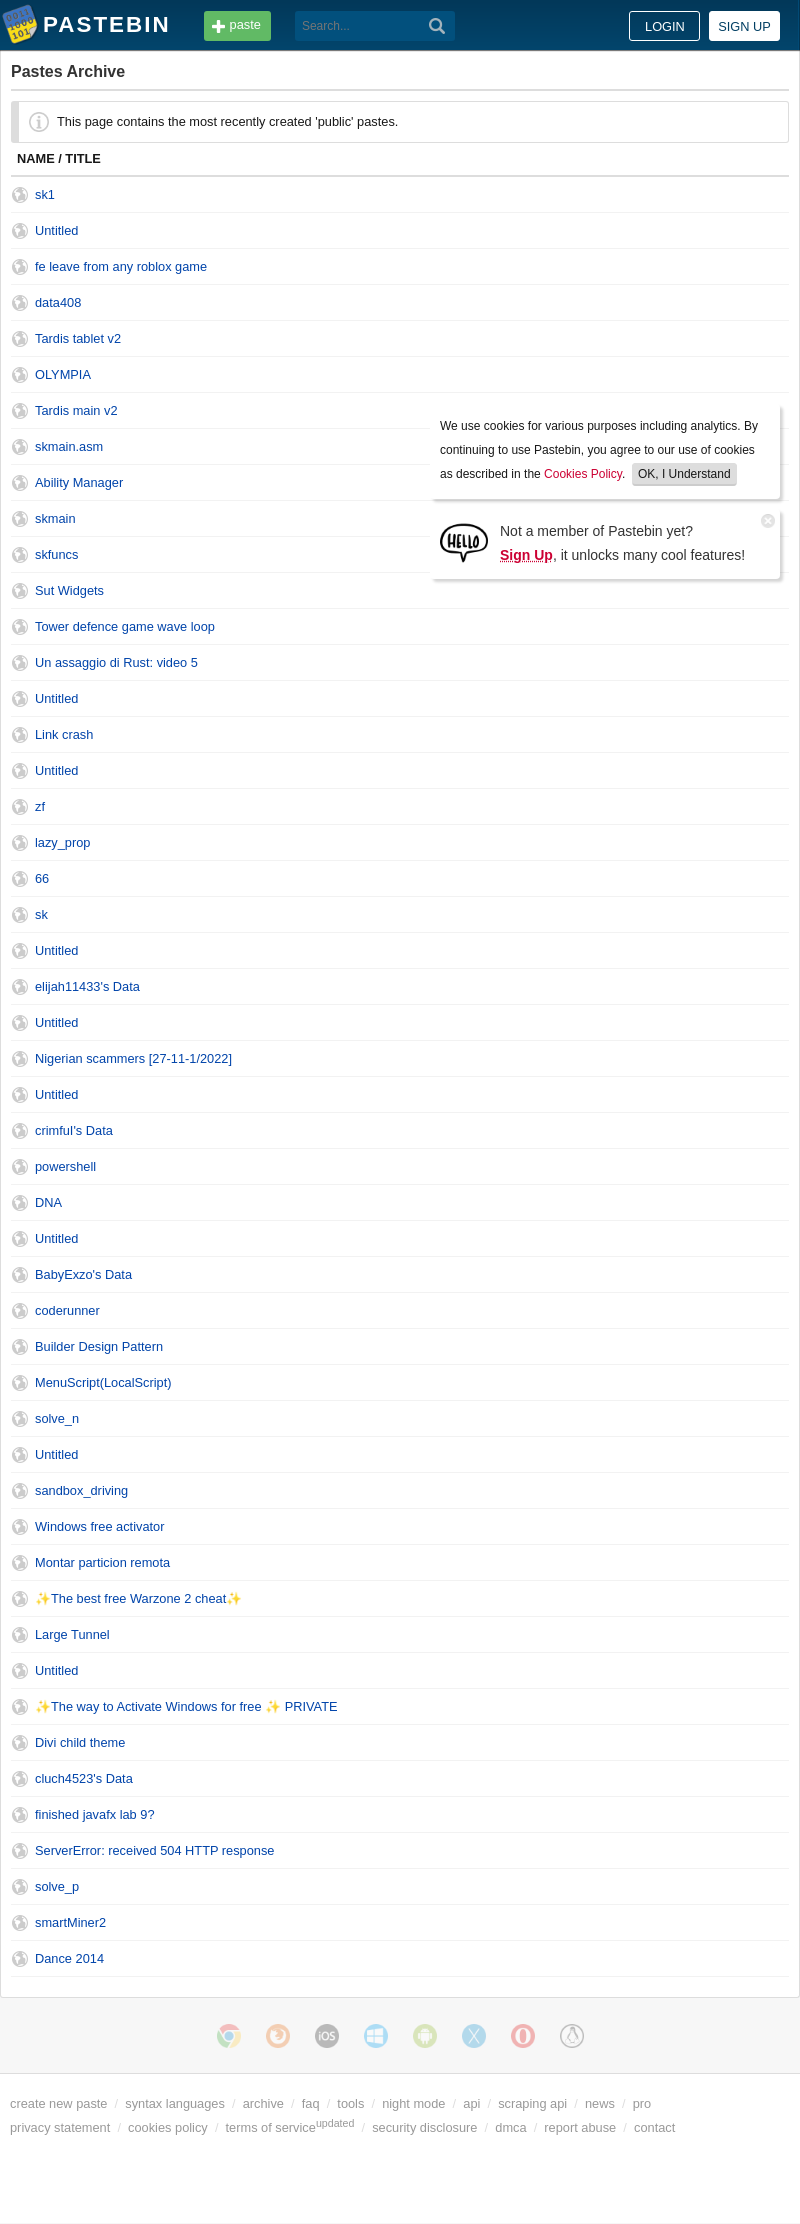 PASTEBIN
paste
Search...
LOGIN
SIGN UP
Pastes Archive
This page contains the most recently created 'public' pastes.
NAME / TITLE
sk1
Untitled
fe leave from any roblox game
data408
Tardis tablet v2
OLYMPIA
Tardis main v2
skmain.asm
Ability Manager
skmain
skfuncs
We use cookies for various purposes including analytics. By
continuing to use Pastebin, you agree to our use of cookies
as described in the Cookies Policy. OK, I Understand
HELLO
Not a member of Pastebin yet?
Sign Up, it unlocks many cool features!
Sut Widgets
Tower defence game wave loop
Un assaggio di Rust: video 5
Untitled
Link crash
Untitled
zf
lazy_prop
66
sk
Untitled
elijah11433's Data
Untitled
Nigerian scammers [27-11-1/2022]
Untitled
crimfuI's Data
powershell
DNA
Untitled
BabyExzo's Data
coderunner
Builder Design Pattern
MenuScript(LocalScript)
solve_n
Untitled
sandbox_driving
Windows free activator
Montar particion remota
✨The best free Warzone 2 cheat✨
Large Tunnel
Untitled
✨The way to Activate Windows for free ✨ PRIVATE
Divi child theme
cluch4523's Data
finished javafx lab 9?
ServerError: received 504 HTTP response
solve_p
smartMiner2
Dance 2014
iOS
create new paste / syntax languages / archive / faq / tools / night mode / api / scraping api / news / pro
privacy statement / cookies policy / terms of service updated / security disclosure / dmca / report abuse / contact